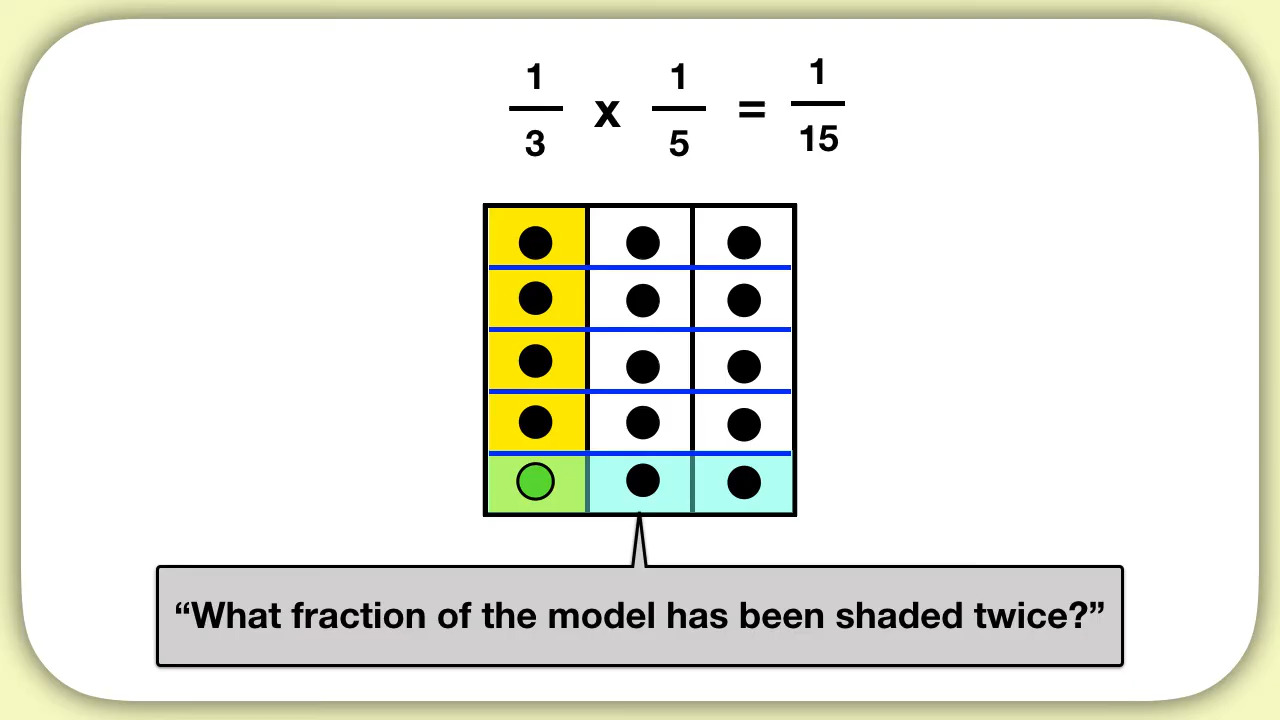 1/3 x 1/5 = 1/15
“What fraction of the model has been shaded twice?”